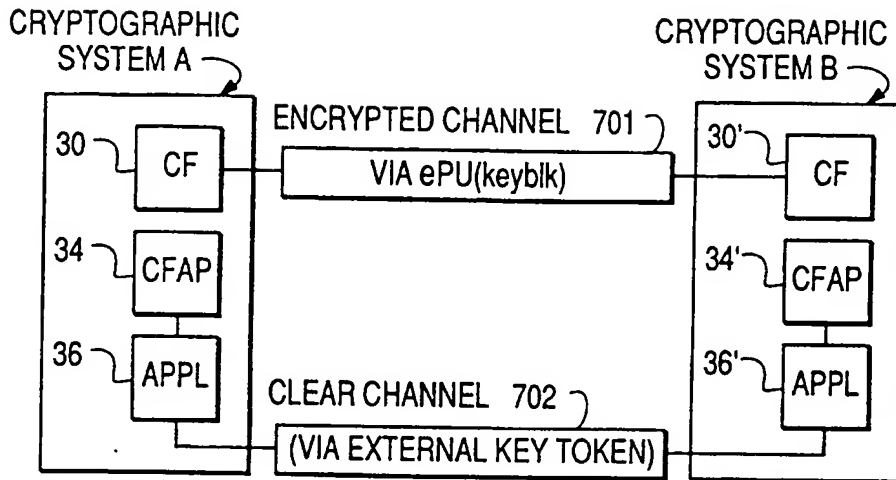 CRYPTOGRAPHIC
SYSTEM A
CRYPTOGRAPHIC
SYSTEM B
ENCRYPTED CHANNEL 701
VIA ePU(keyblk)
30
CF
30'
CF
34
CFAP
34'
CFAP
36
APPL
36'
APPL
CLEAR CHANNEL 702
(VIA EXTERNAL KEY TOKEN)